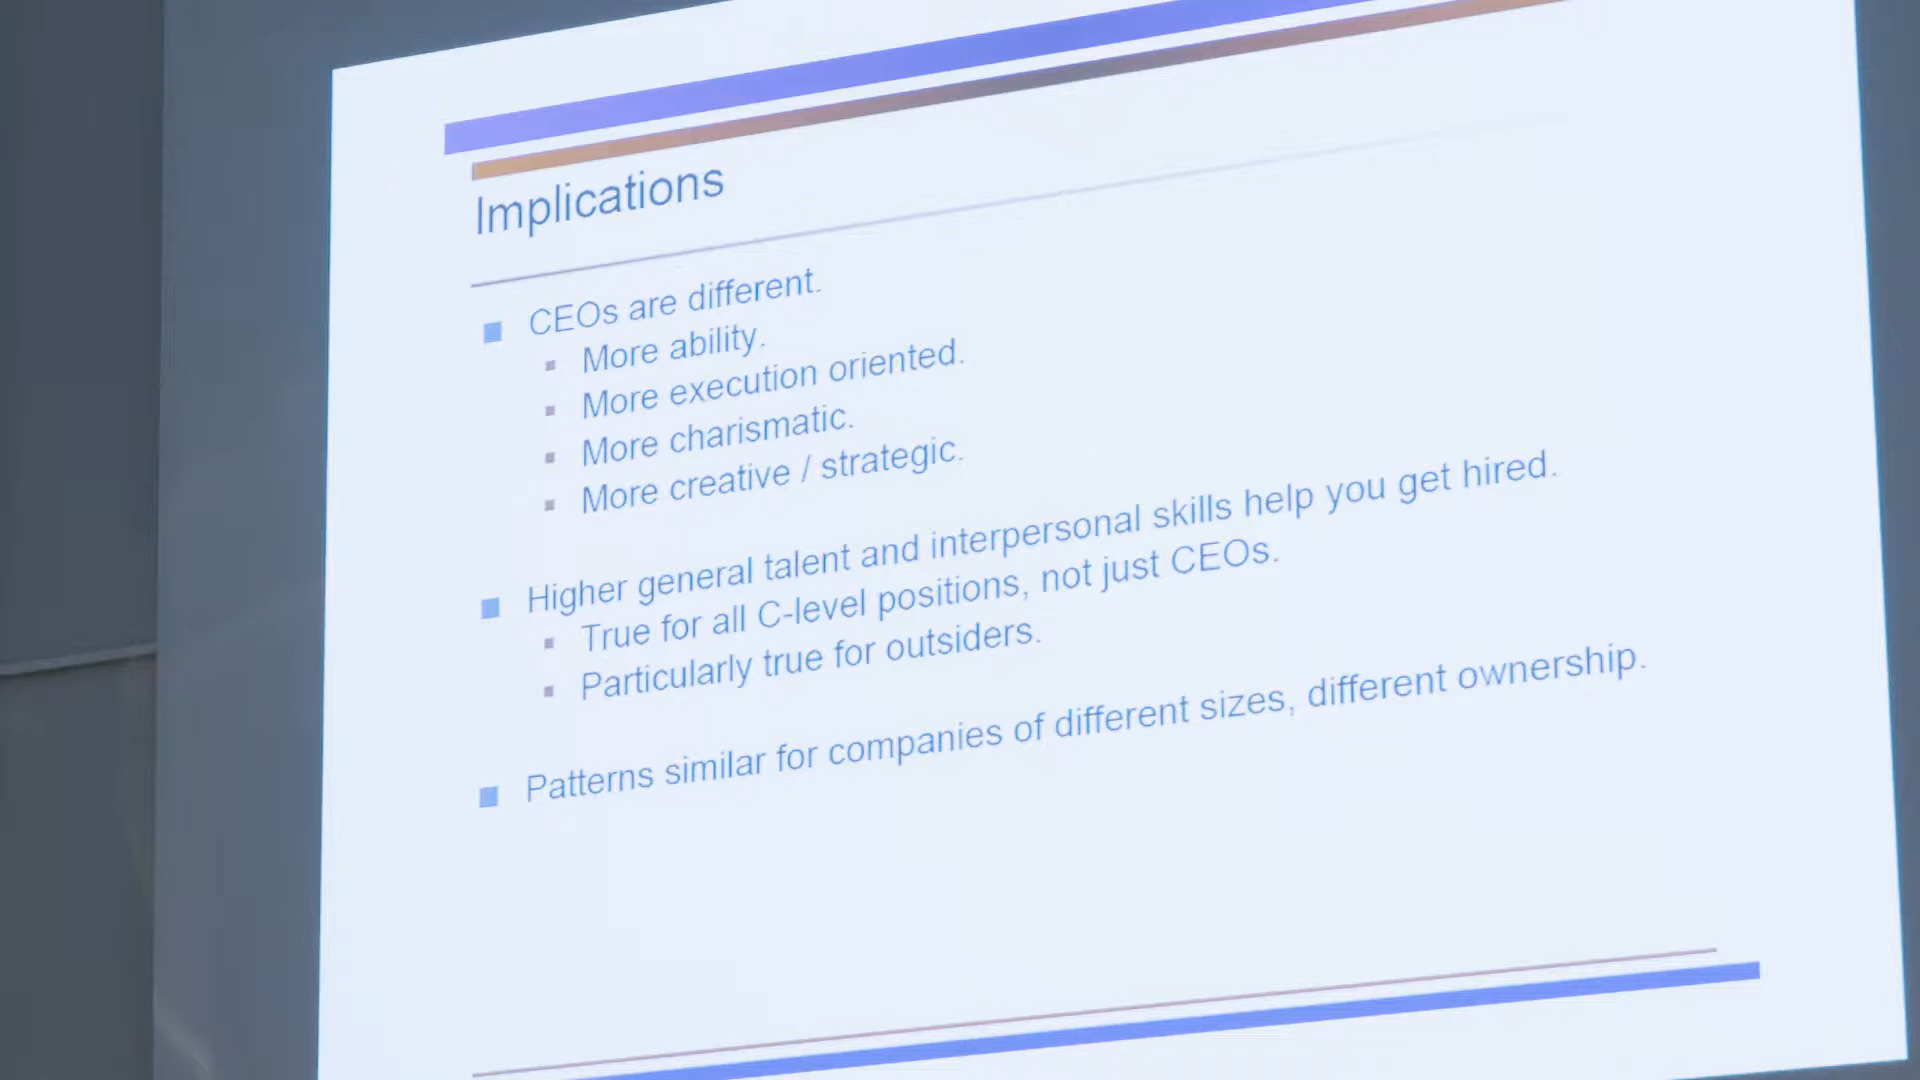 Implications
CEOs are different.
More ability.
More execution oriented.
More charismatic.
More creative / strategic.
Higher general talent and interpersonal skills help you get hired.
True for all C-level positions, not just CEOs.
Particularly true for outsiders.
Patterns similar for companies of different sizes, different ownership.